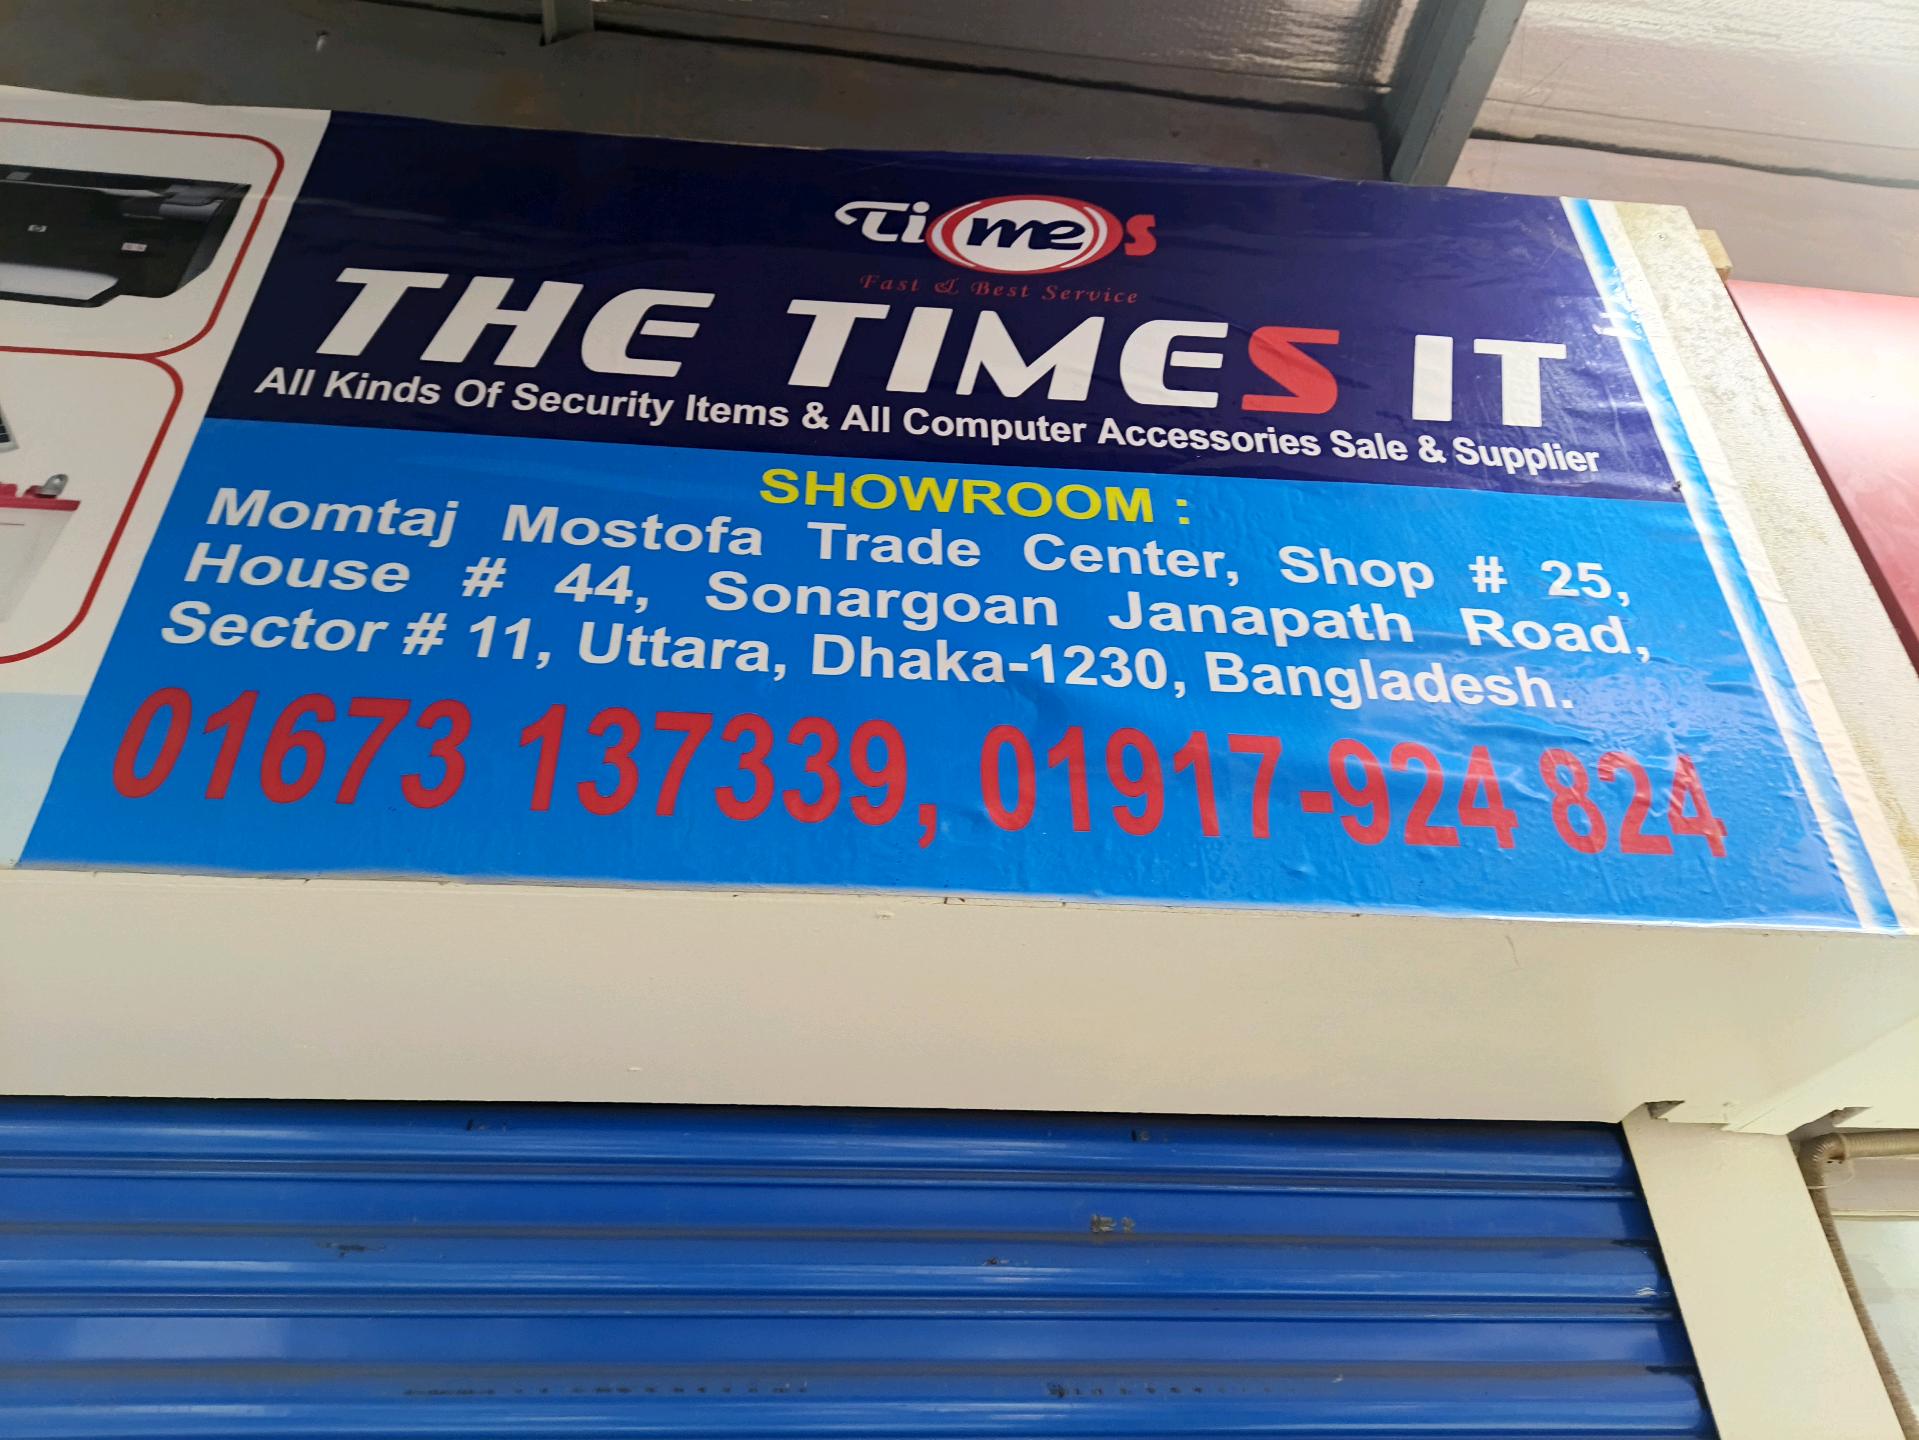 Times
Fast & Best Service
THE TIMES IT
All Kinds Of Security Items & All Computer Accessories Sale & Supplier
SHOWROOM :
Momtaj Mostofa Trade Center, Shop # 25,
House # 44, Sonargoan Janapath Road,
Sector # 11, Uttara, Dhaka-1230, Bangladesh.
01673 137339, 01917-924 824